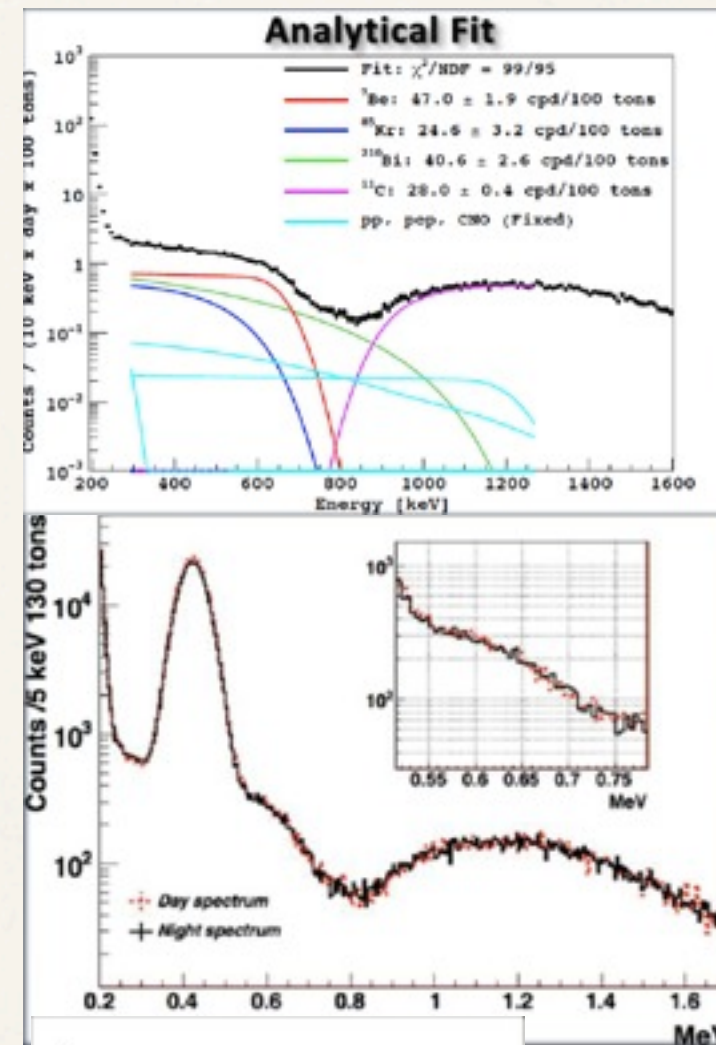 Analytical Fit
Fit: χ²/NDF = 99/95
⁷Be: 47.0 ± 1.9 cpd/100 tons
⁸⁵Kr: 24.6 ± 3.2 cpd/100 tons
²¹⁰Bi: 40.6 ± 2.6 cpd/100 tons
¹¹C: 28.0 ± 0.4 cpd/100 tons
pp, pep, CNO (Fixed)
Counts / (10 keV x day x 100 tons)
10³
10²
10
1
10⁻¹
10⁻²
10⁻³
200 400 600 800 1000 1200 1400 1600
Energy [keV]
Counts /5 keV 130 tons
10⁴
10³
10²
10³
10²
0.55 0.6 0.65 0.7 0.75
MeV
Day spectrum
Night spectrum
0.2 0.4 0.6 0.8 1 1.2 1.4 1.6
MeV